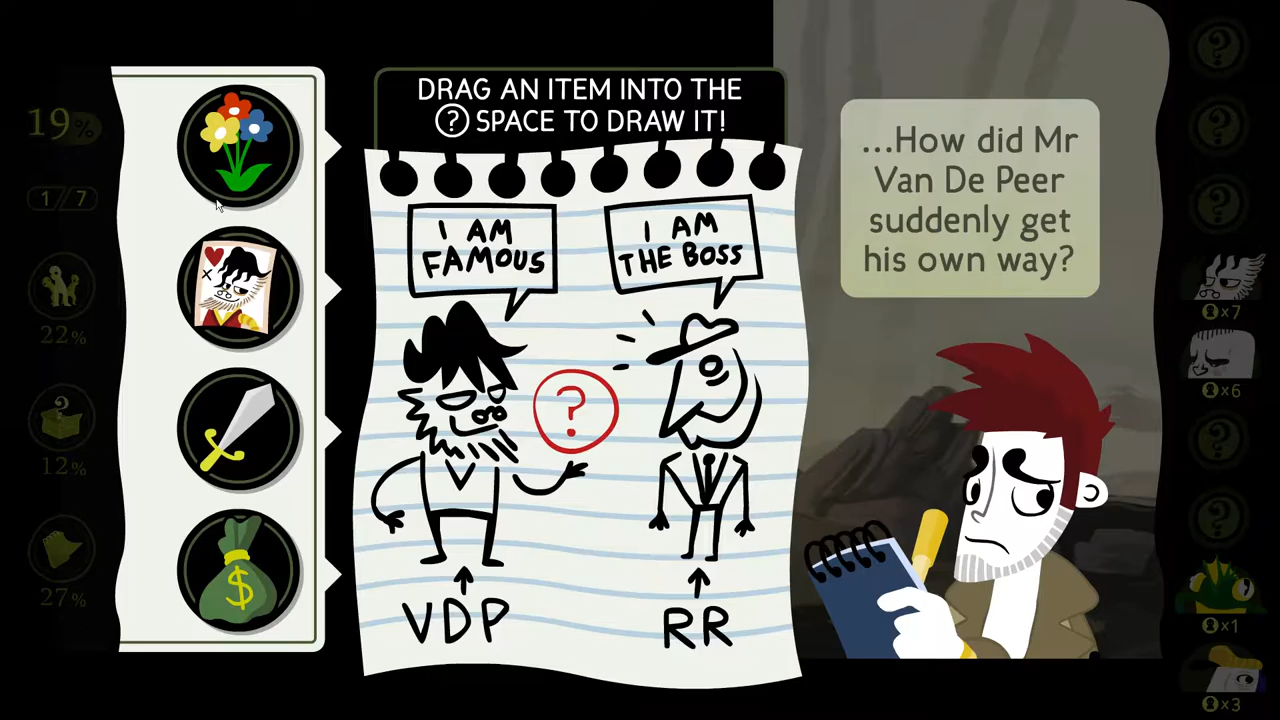 DRAG AN ITEM INTO THE
? SPACE TO DRAW IT!
19%
1/7
22%
12%
27%
x
$
I AM
FAMOUS
I AM
THE BOSS
?
VDP
RR
...How did Mr
Van De Peer
suddenly get
his own way?
?
?
?
x7
x6
?
?
x1
x3
?